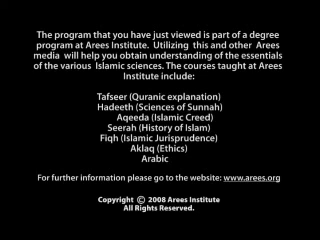 The program that you have just viewed is part of a degree
program at Arees Institute. Utilizing this and other Arees
media will help you obtain understanding of the essentials
of the various Islamic sciences. The courses taught at Arees
Institute include:
Tafseer (Quranic explanation)
Hadeeth (Sciences of Sunnah)
Aqeeda (Islamic Creed)
Seerah (History of Islam)
Fiqh (Islamic Jurisprudence)
Aklaq (Ethics)
Arabic
For further information please go to the website: www.arees.org
Copyright © 2008 Arees Institute
All Rights Reserved.